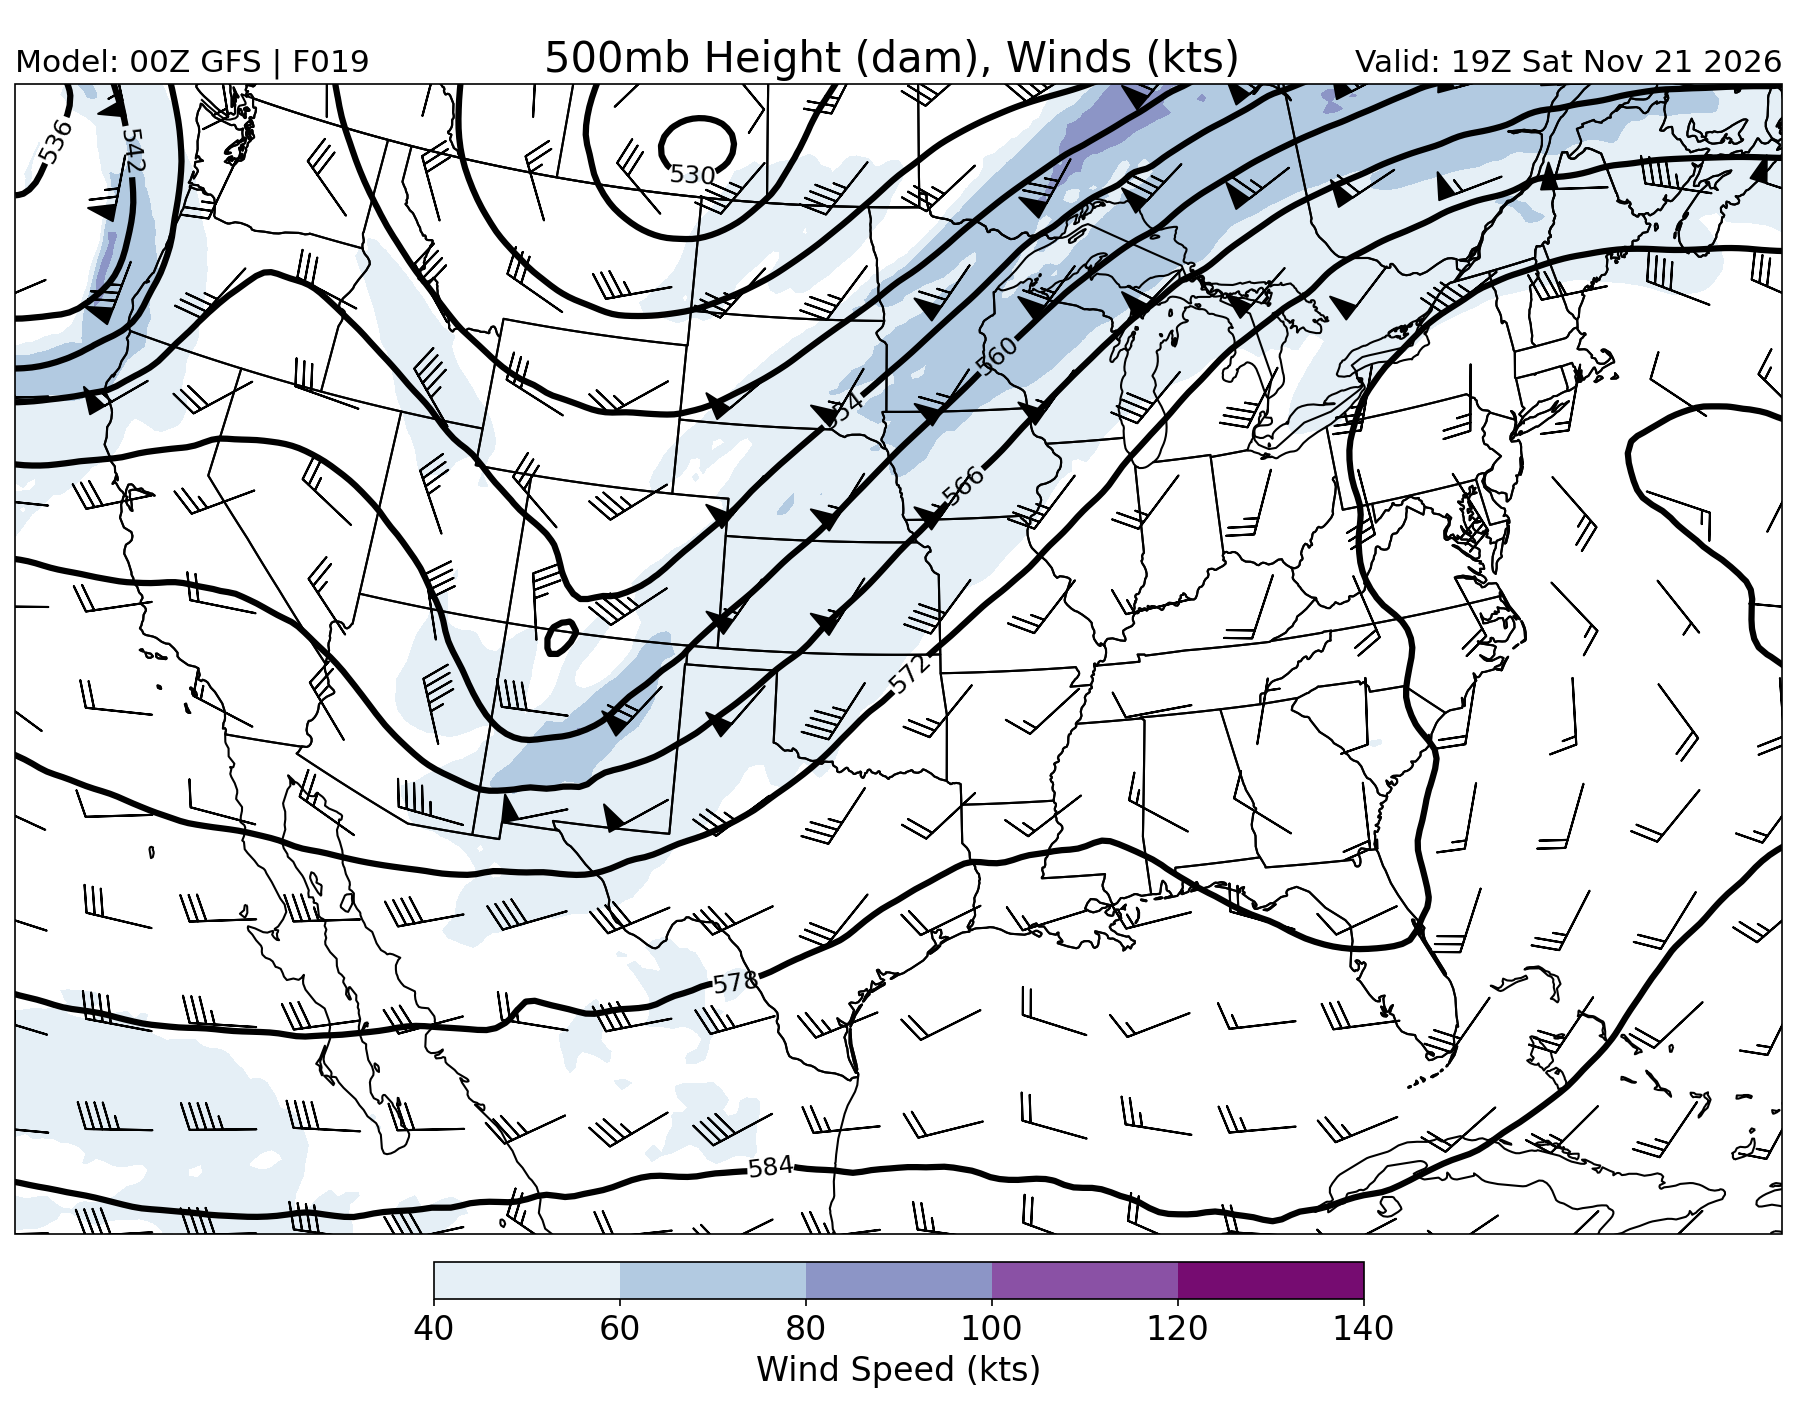 Model: 00Z GFS | F019
500mb Height (dam), Winds (kts)
Valid: 19Z Sat Nov 21 2026
536
542
530
560
554
566
572
578
584
40 60 80 100 120 140
Wind Speed (kts)